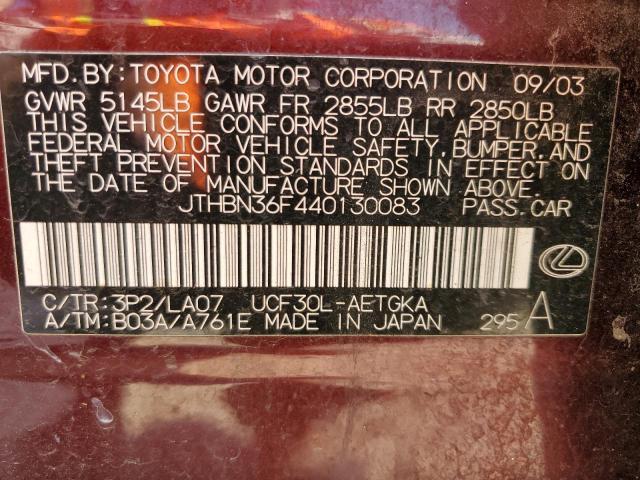 MFD.BY:TOYOTA MOTOR CORPORATION 09/03
GVWR 5145LB GAWR FR 2855LB RR 2850LB
THIS VEHICLE CONFORMS TO ALL APPLICABLE
FEDERAL MOTOR VEHICLE SAFETY, BUMPER, AND
THEFT PREVENTION STANDARDS IN EFFECT ON
THE DATE OF MANUFACTURE SHOWN ABOVE.
JTHBN36F440130083 PASS.CAR
C/TR:3P2/LA07 UCF30L-AETGKA
A/TM:B03A/A761E MADE IN JAPAN 295 A